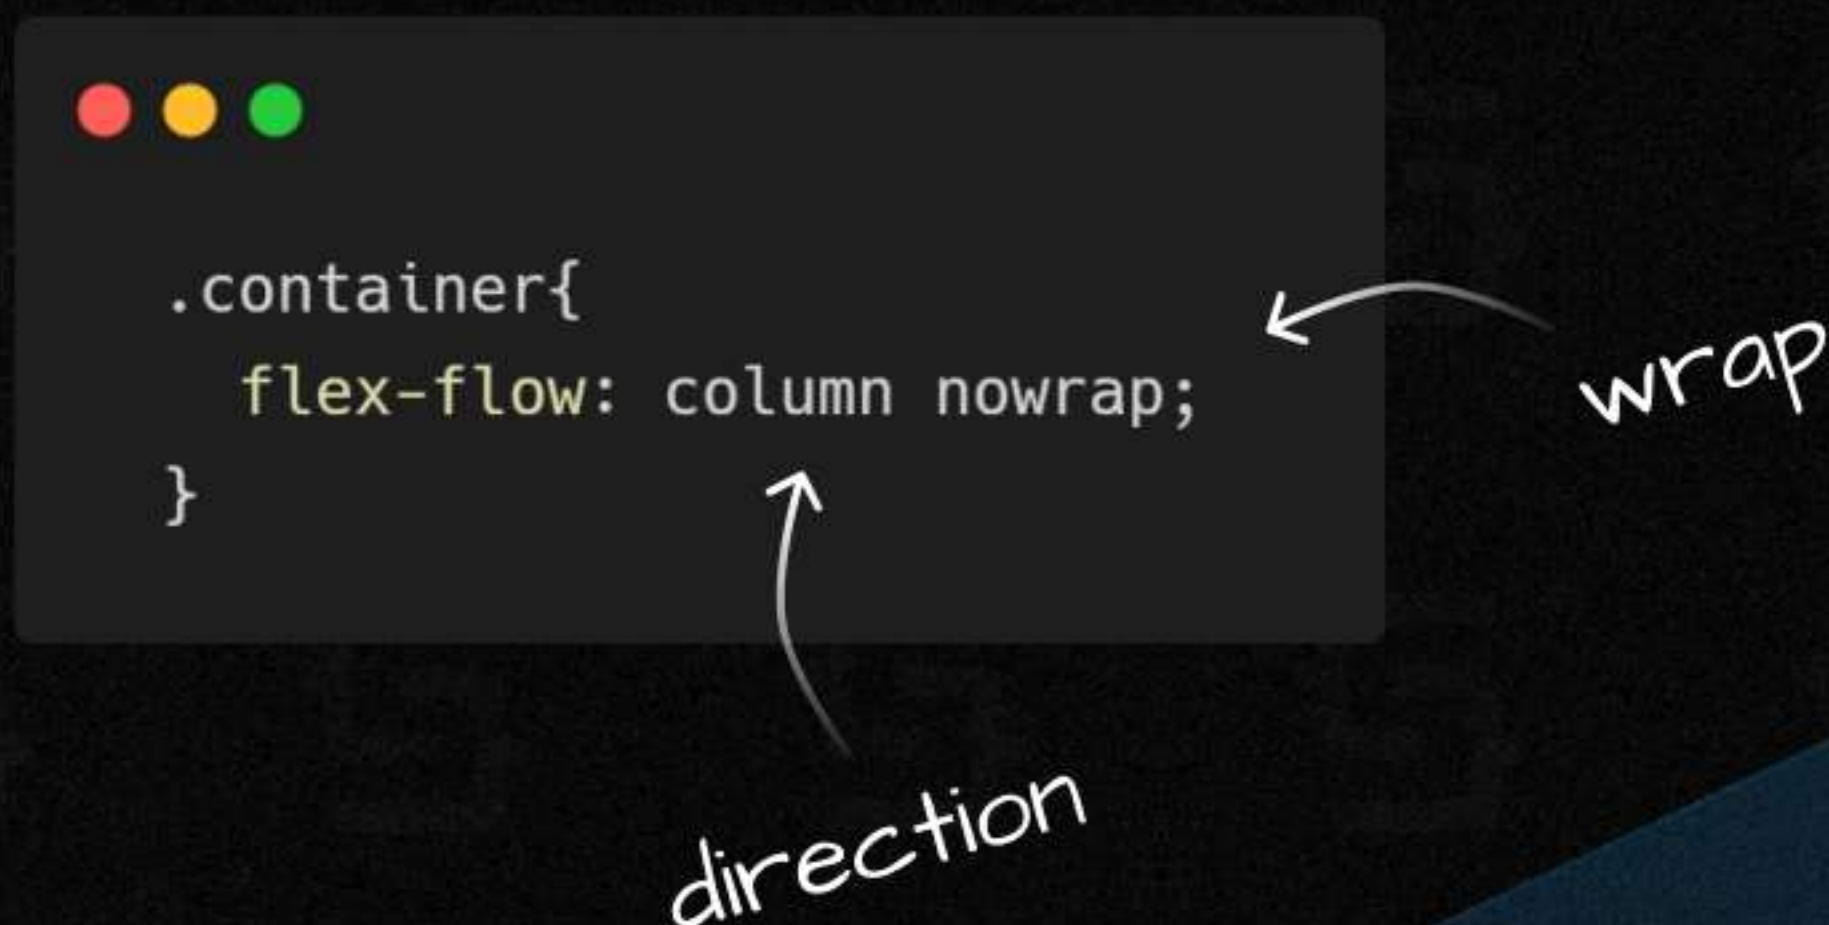 .container{
flex-flow: column nowrap;
}
wrap
direction